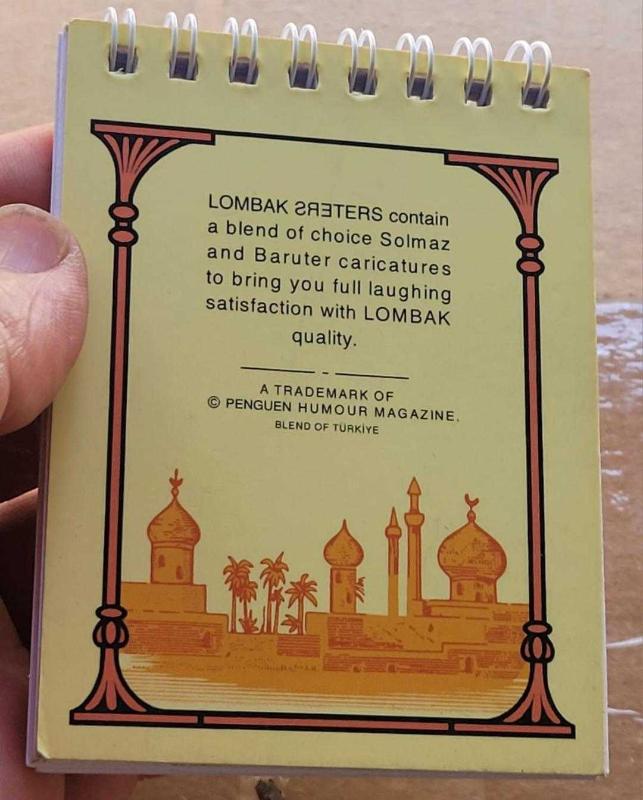 LOMBAK ƧЯƎTERS contain
a blend of choice Solmaz
and Baruter caricatures
to bring you full laughing
satisfaction with LOMBAK
quality.
A TRADEMARK OF
© PENGUEN HUMOUR MAGAZINE.
BLEND OF TÜRKİYE